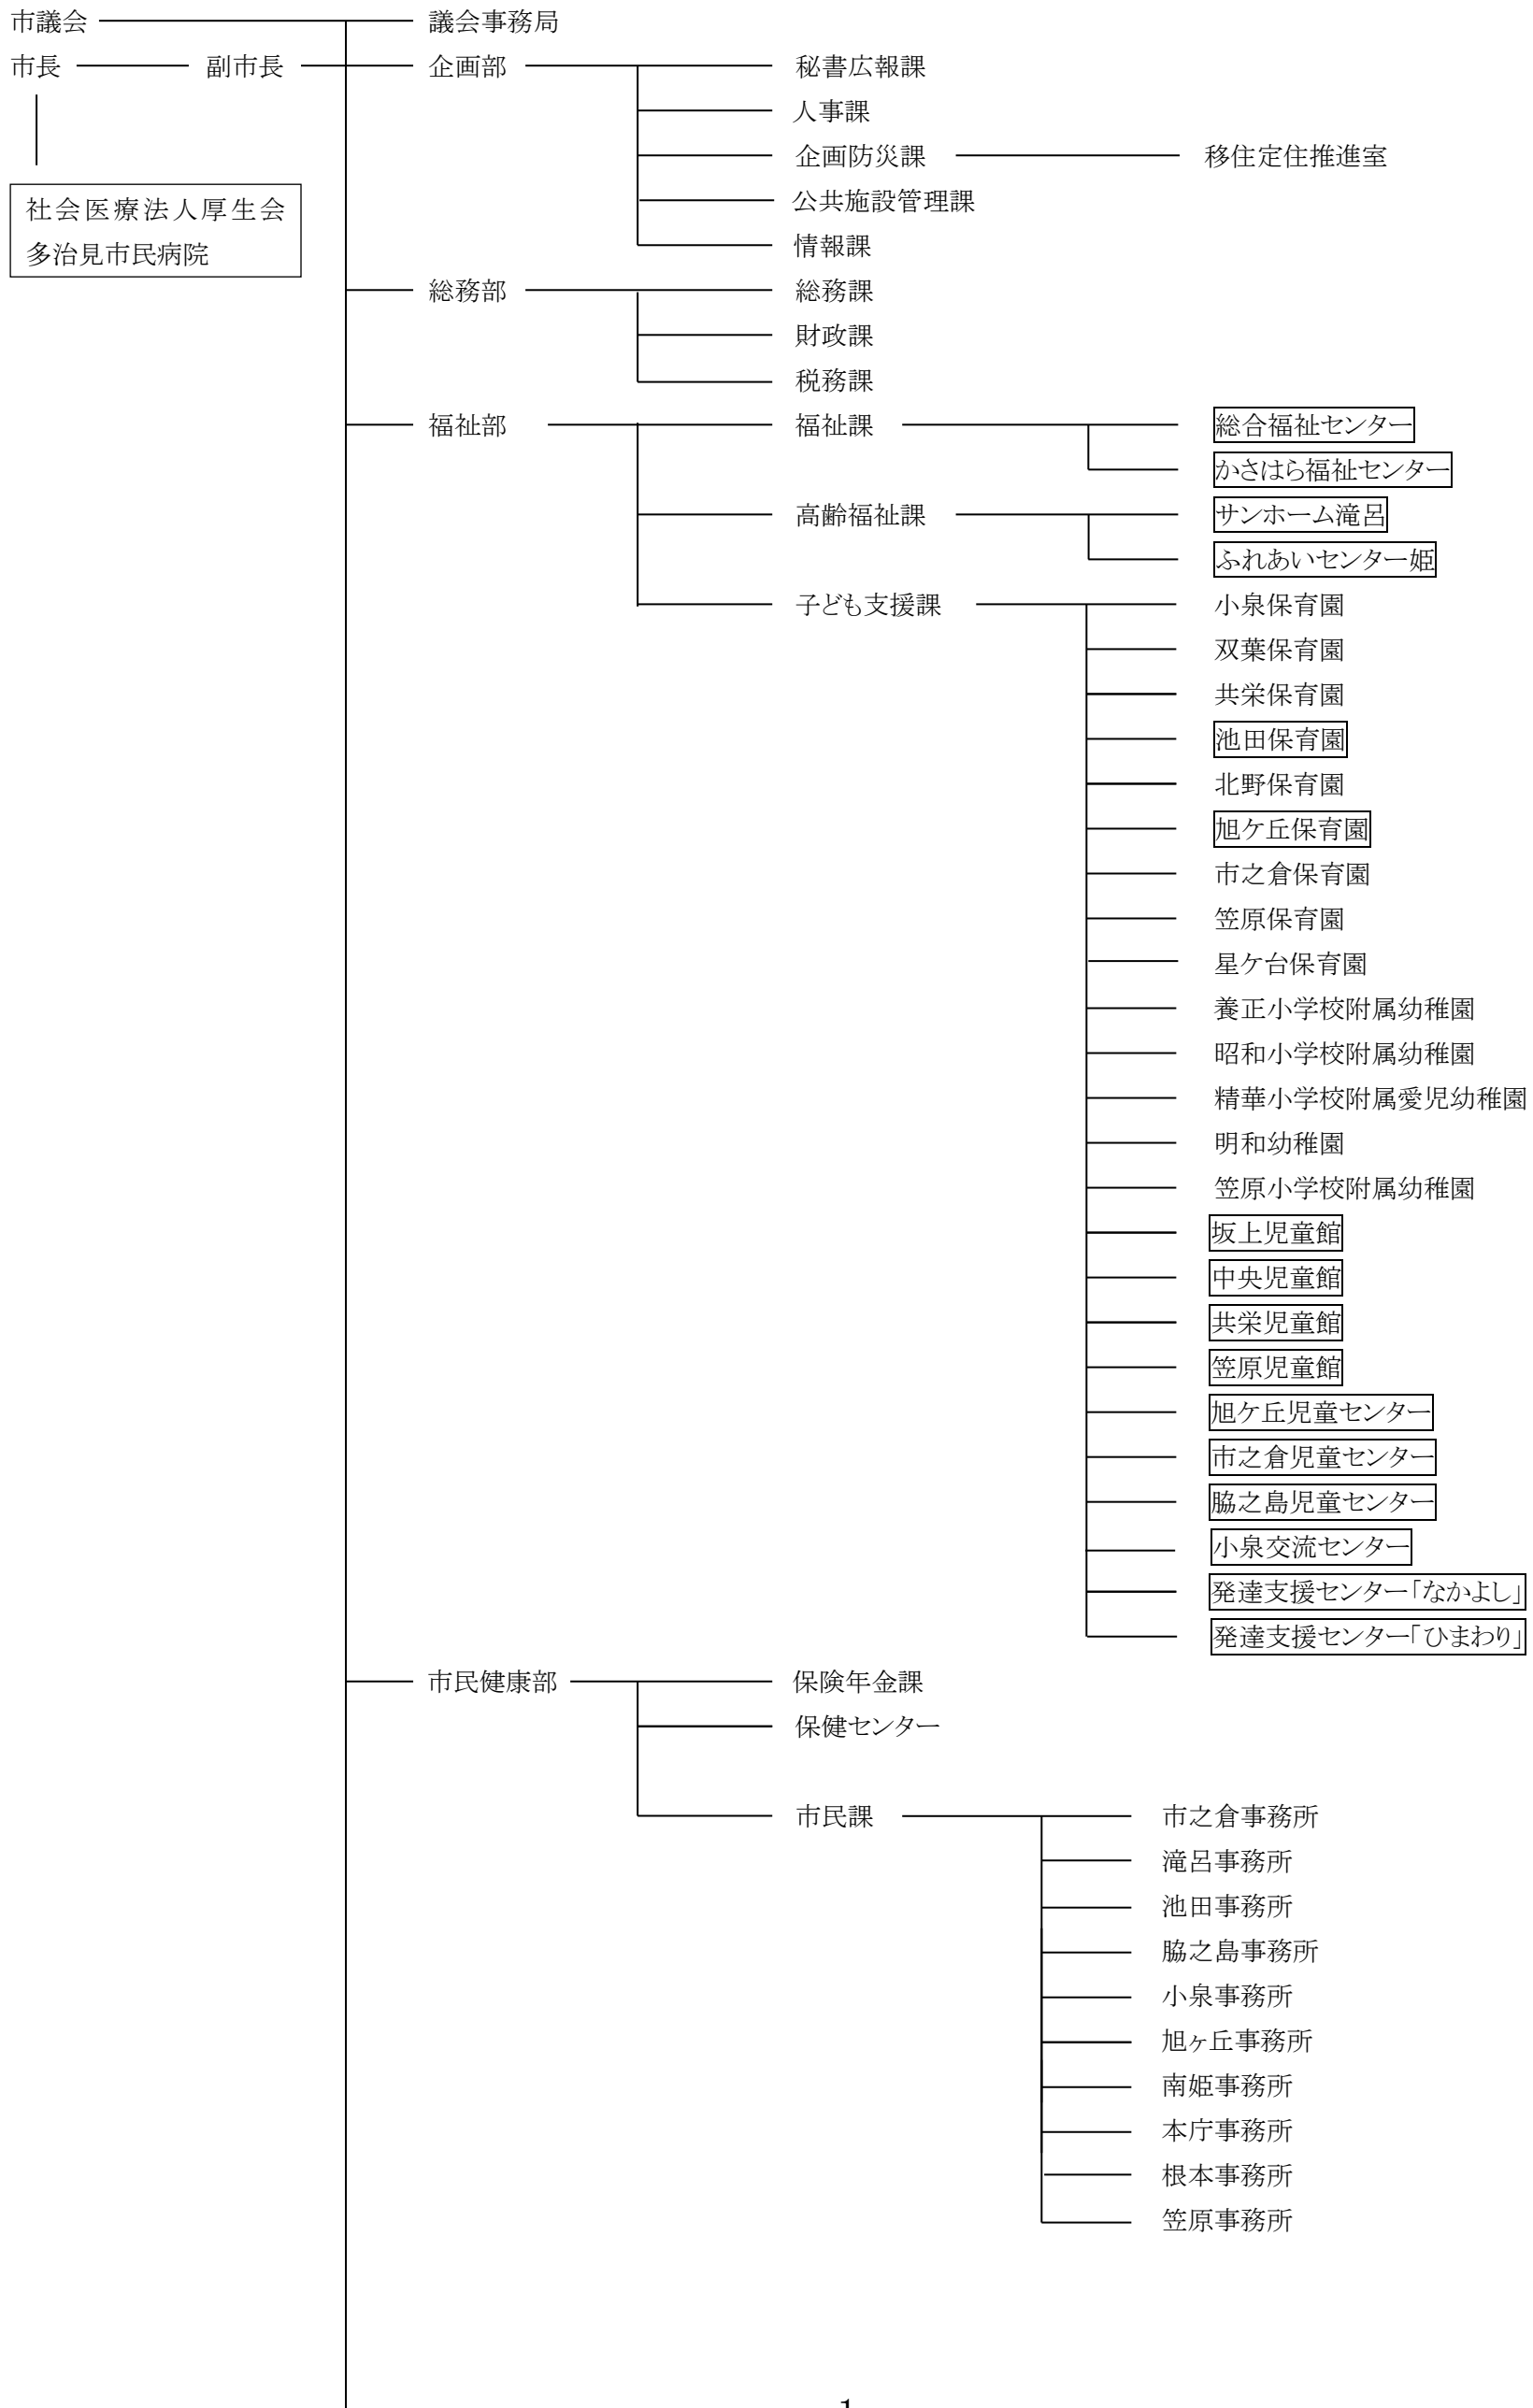 市議会 議会事務局
市長 副市長 企画部 秘書広報課
人事課
企画防災課 移住定住推進室
社会医療法人厚生会
多治見市民病院
公共施設管理課
情報課
総務部 総務課
財政課
税務課
福祉部 福祉課 総合福祉センター
かさはら福祉センター
高齢福祉課 サンホーム滝呂
ふれあいセンター姫
子ども支援課 小泉保育園
双葉保育園
共栄保育園
池田保育園
北野保育園
旭ケ丘保育園
市之倉保育園
笠原保育園
星ケ台保育園
養正小学校附属幼稚園
昭和小学校附属幼稚園
精華小学校附属愛児幼稚園
明和幼稚園
笠原小学校附属幼稚園
坂上児童館
中央児童館
共栄児童館
笠原児童館
旭ケ丘児童センター
市之倉児童センター
脇之島児童センター
小泉交流センター
発達支援センター「なかよし」
発達支援センター「ひまわり」
市民健康部 保険年金課
保健センター
市民課 市之倉事務所
滝呂事務所
池田事務所
脇之島事務所
小泉事務所
旭ヶ丘事務所
南姫事務所
本庁事務所
根本事務所
笠原事務所
1